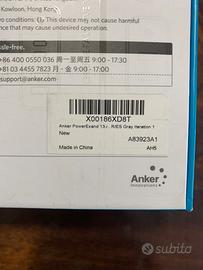 Kowloon, Hong Kong
tions: (1) This device may not cause harmful
ference that may cause undesired operation.
ssle-free.
+86 400 0550 036 周一至周五 9:00 - 17:30
+81 03 4455 7823 月 - 金 9:00 - 17:00
support@anker.com
X00186XD8T
Anker PowerExpand 13-i
R/ES Gray Iteration 1
New
A83923A1
Made in China
AH5
Anker
Innovations
subito